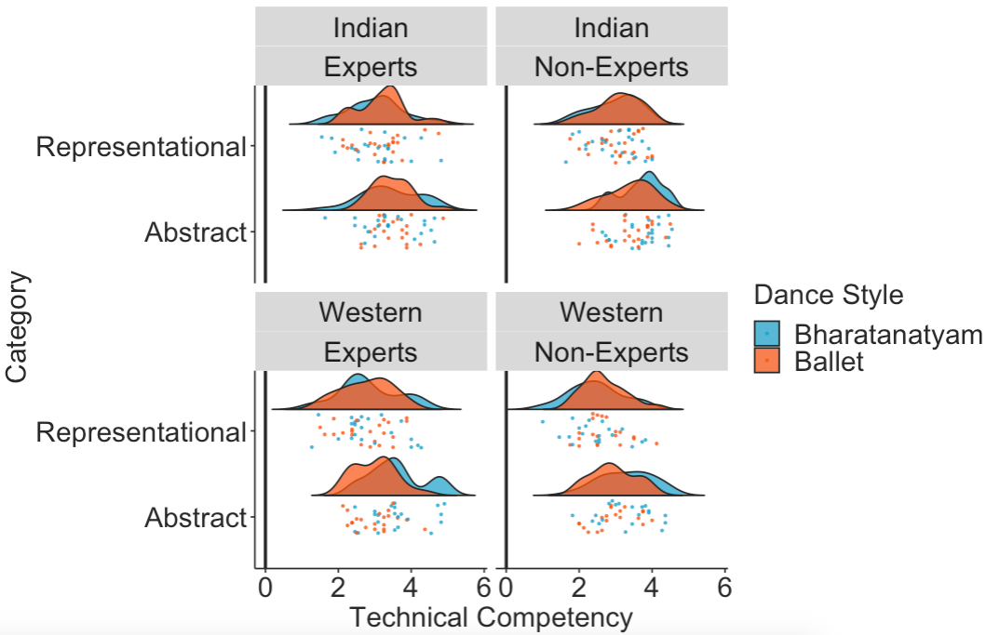 Indian
Experts
Indian
Non-Experts
Representational
Abstract
Western
Experts
Western
Non-Experts
Representational
Abstract
0 2 4 6
0 2 4 6
Technical Competency
Category
Dance Style
Bharatanatyam
Ballet